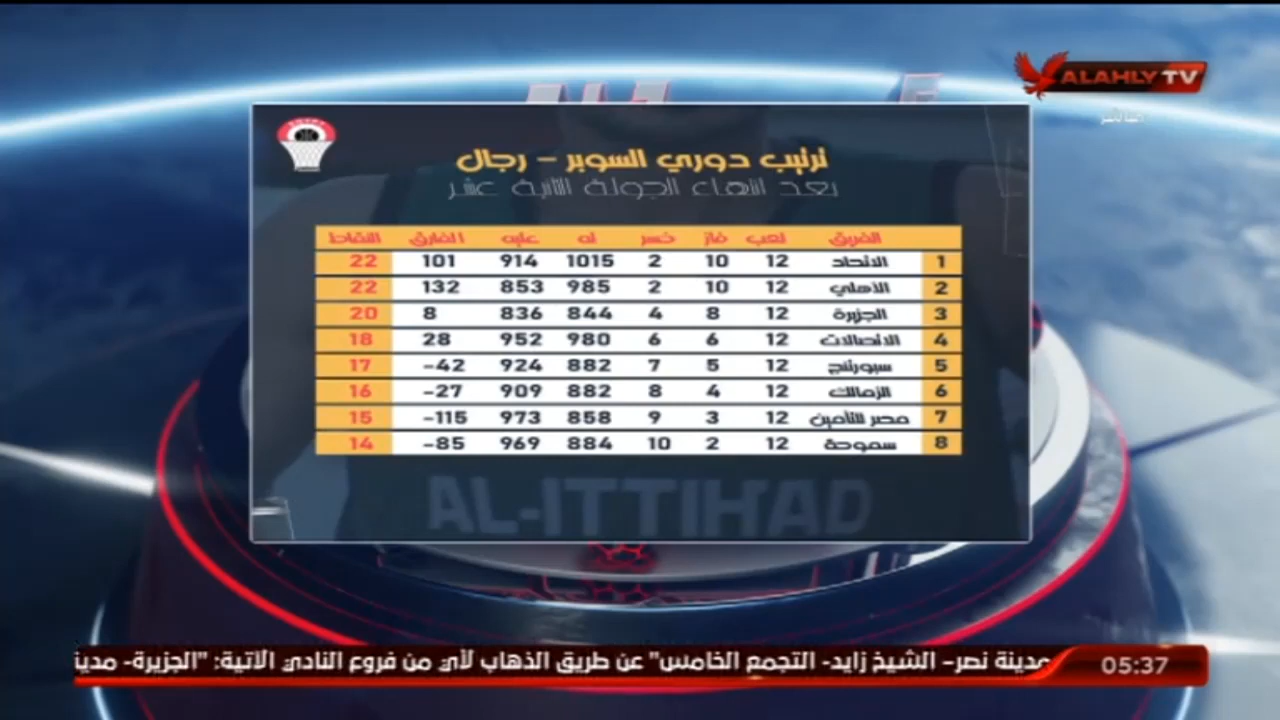 ALAHLY TV
مباشر
EGYPT
ترتيب دوري السوبر – رجال
بعد انتهاء الجولة الثانية عشر
الفريق لعب فاز خسر له عليه الفارق النقاط
1 الاتحاد 12 10 2 1015 914 101 22
2 الأهلي 12 10 2 985 853 132 22
3 الجزيرة 12 8 4 844 836 8 20
4 الاتصالات 12 6 6 980 952 28 18
5 سبورتنج 12 5 7 882 924 -42 17
6 الزمالك 12 4 8 882 909 -27 16
7 مصر للتأمين 12 3 9 858 973 -115 15
8 سموحة 12 2 10 884 969 -85 14
AL-ITTIHAD
مدينة نصر– الشيخ زايد- التجمع الخامس" عن طريق الذهاب لأي من فروع النادي الآتية: "الجزيرة- مدين
05:37